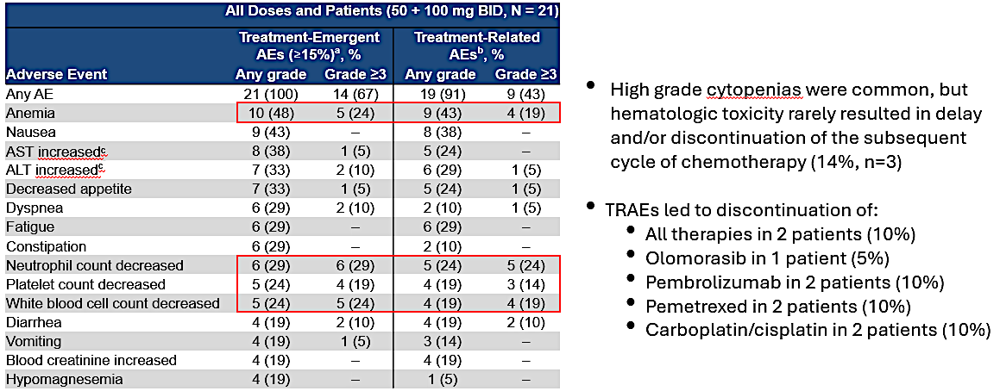 All Doses and Patients (50 + 100 mg BID, N = 21)
Treatment-Emergent AEs (≥15%)ᵃ, % Treatment-Related AEsᵇ, %
Adverse Event Any grade Grade ≥3 Any grade Grade ≥3
Any AE 21 (100) 14 (67) 19 (91) 9 (43)
Anemia 10 (48) 5 (24) 9 (43) 4 (19)
Nausea 9 (43) – 8 (38) –
AST increasedᶜ 8 (38) 1 (5) 5 (24) –
ALT increasedᶜ 7 (33) 2 (10) 6 (29) 1 (5)
Decreased appetite 7 (33) 1 (5) 5 (24) 1 (5)
Dyspnea 6 (29) 2 (10) 2 (10) 1 (5)
Fatigue 6 (29) – 6 (29) –
Constipation 6 (29) – 2 (10) –
Neutrophil count decreased 6 (29) 6 (29) 5 (24) 5 (24)
Platelet count decreased 5 (24) 4 (19) 4 (19) 3 (14)
White blood cell count decreased 5 (24) 5 (24) 4 (19) 4 (19)
Diarrhea 4 (19) 2 (10) 4 (19) 2 (10)
Vomiting 4 (19) 1 (5) 3 (14) –
Blood creatinine increased 4 (19) – 4 (19) –
Hypomagnesemia 4 (19) – 1 (5) –
• High grade cytopenias were common, but
hematologic toxicity rarely resulted in delay
and/or discontinuation of the subsequent
cycle of chemotherapy (14%, n=3)
• TRAEs led to discontinuation of:
• All therapies in 2 patients (10%)
• Olomorasib in 1 patient (5%)
• Pembrolizumab in 2 patients (10%)
• Pemetrexed in 2 patients (10%)
• Carboplatin/cisplatin in 2 patients (10%)